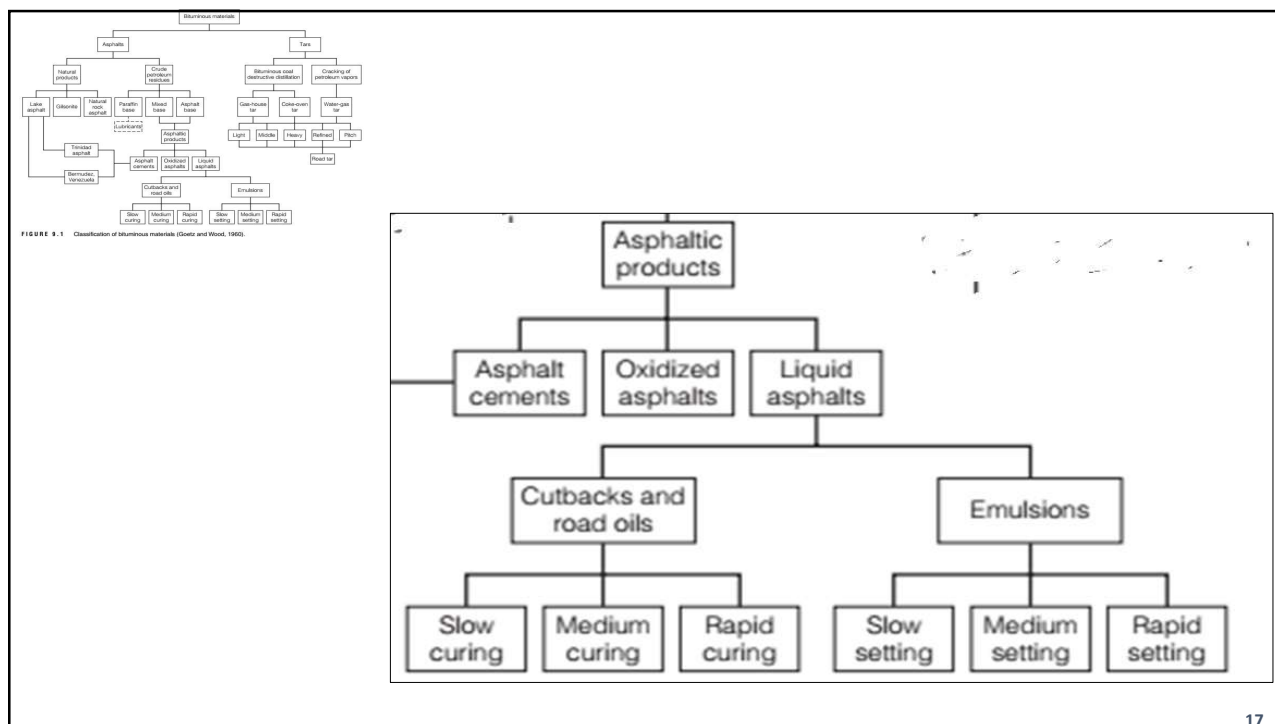 Bituminous materials
Asphalts
Tars
Natural
products
Crude
petroleum
residues
Bituminous coal
destructive distillation
Cracking of
petroleum vapors
Lake
asphalt
Gilsonite
Natural
rock
asphalt
Paraffin
base
Mixed
base
Asphalt
base
Gas-house
tar
Coke-oven
tar
Water-gas
tar
Lubricants
Asphaltic
products
Light
Middle
Heavy
Refined
Pitch
Trinidad
asphalt
Asphalt
cements
Oxidized
asphalts
Liquid
asphalts
Road tar
Bermudez,
Venezuela
Cutbacks and
road oils
Emulsions
Slow
curing
Medium
curing
Rapid
curing
Slow
setting
Medium
setting
Rapid
setting
FIGURE 9.1 Classification of bituminous materials (Goetz and Wood, 1960).
Asphaltic
products
Asphalt
cements
Oxidized
asphalts
Liquid
asphalts
Cutbacks and
road oils
Emulsions
Slow
curing
Medium
curing
Rapid
curing
Slow
setting
Medium
setting
Rapid
setting
17